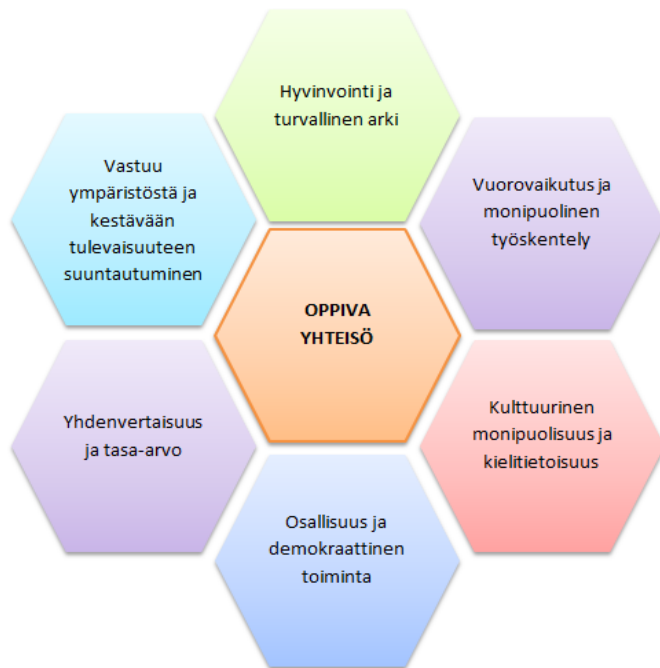 Hyvinvointi ja
turvallinen arki
Vuorovaikutus ja
monipuolinen
työskentely
Kulttuurinen
monipuolisuus ja
kielitietoisuus
Osallisuus ja
demokraattinen
toiminta
Yhdenvertaisuus
ja tasa-arvo
Vastuu
ympäristöstä ja
kestävään
tulevaisuuteen
suuntautuminen
OPPIVA
YHTEISÖ